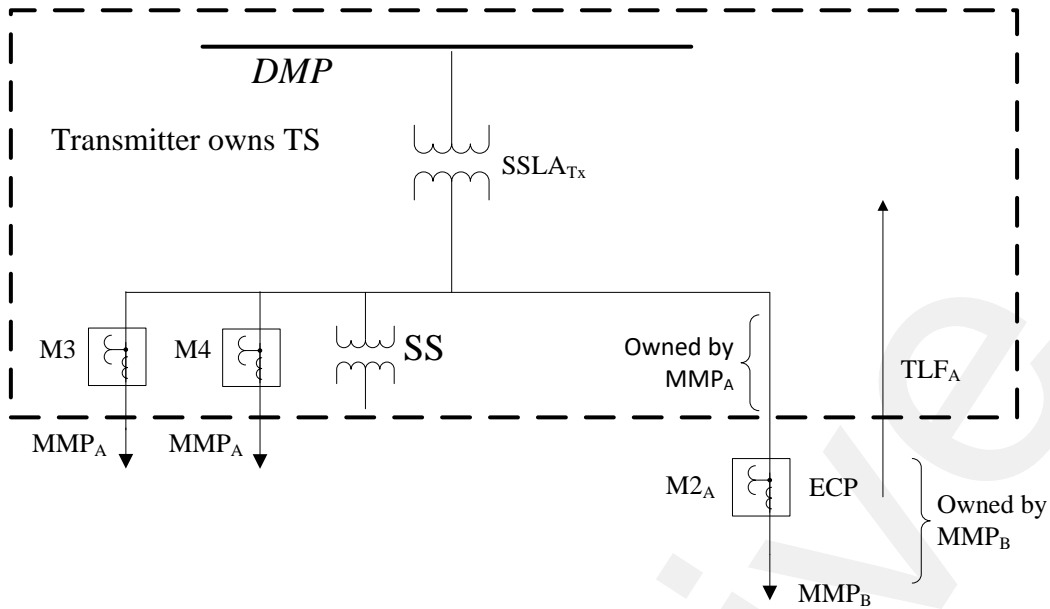 DMP
Transmitter owns TS
SSLATx
M3
M4
SS
Owned by
MMPA
TLFA
MMPA
MMPA
M2A
ECP
Owned by
MMPB
MMPB